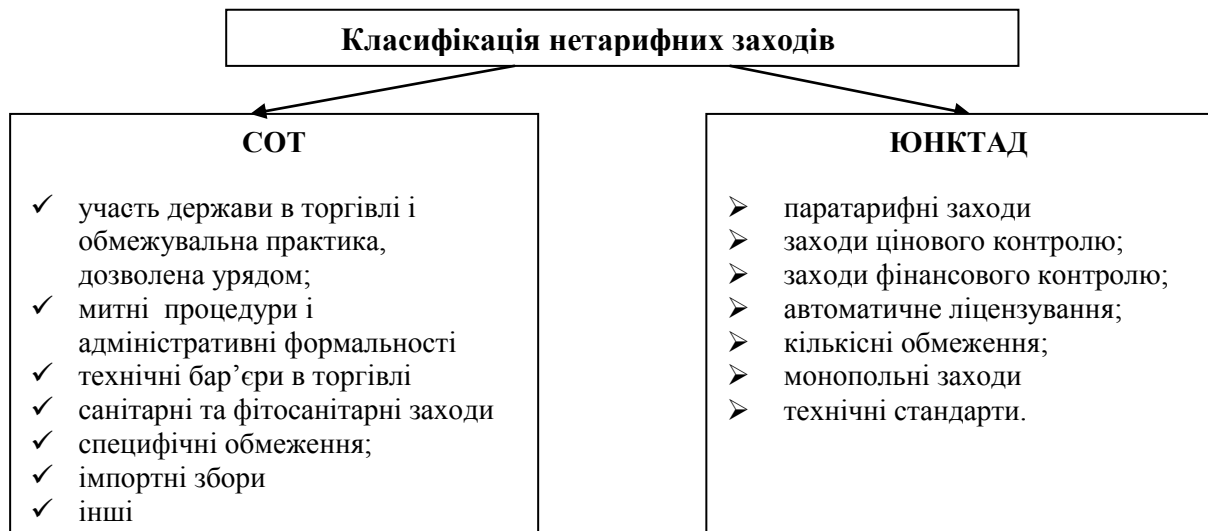 Класифікація нетарифних заходів
СОТ
✓ участь держави в торгівлі і
обмежувальна практика,
дозволена урядом;
✓ митні процедури і
адміністративні формальності
✓ технічні бар’єри в торгівлі
✓ санітарні та фітосанітарні заходи
✓ специфічні обмеження;
✓ імпортні збори
✓ інші
ЮНКТАД
➢ паратарифні заходи
➢ заходи цінового контролю;
➢ заходи фінансового контролю;
➢ автоматичне ліцензування;
➢ кількісні обмеження;
➢ монопольні заходи
➢ технічні стандарти.